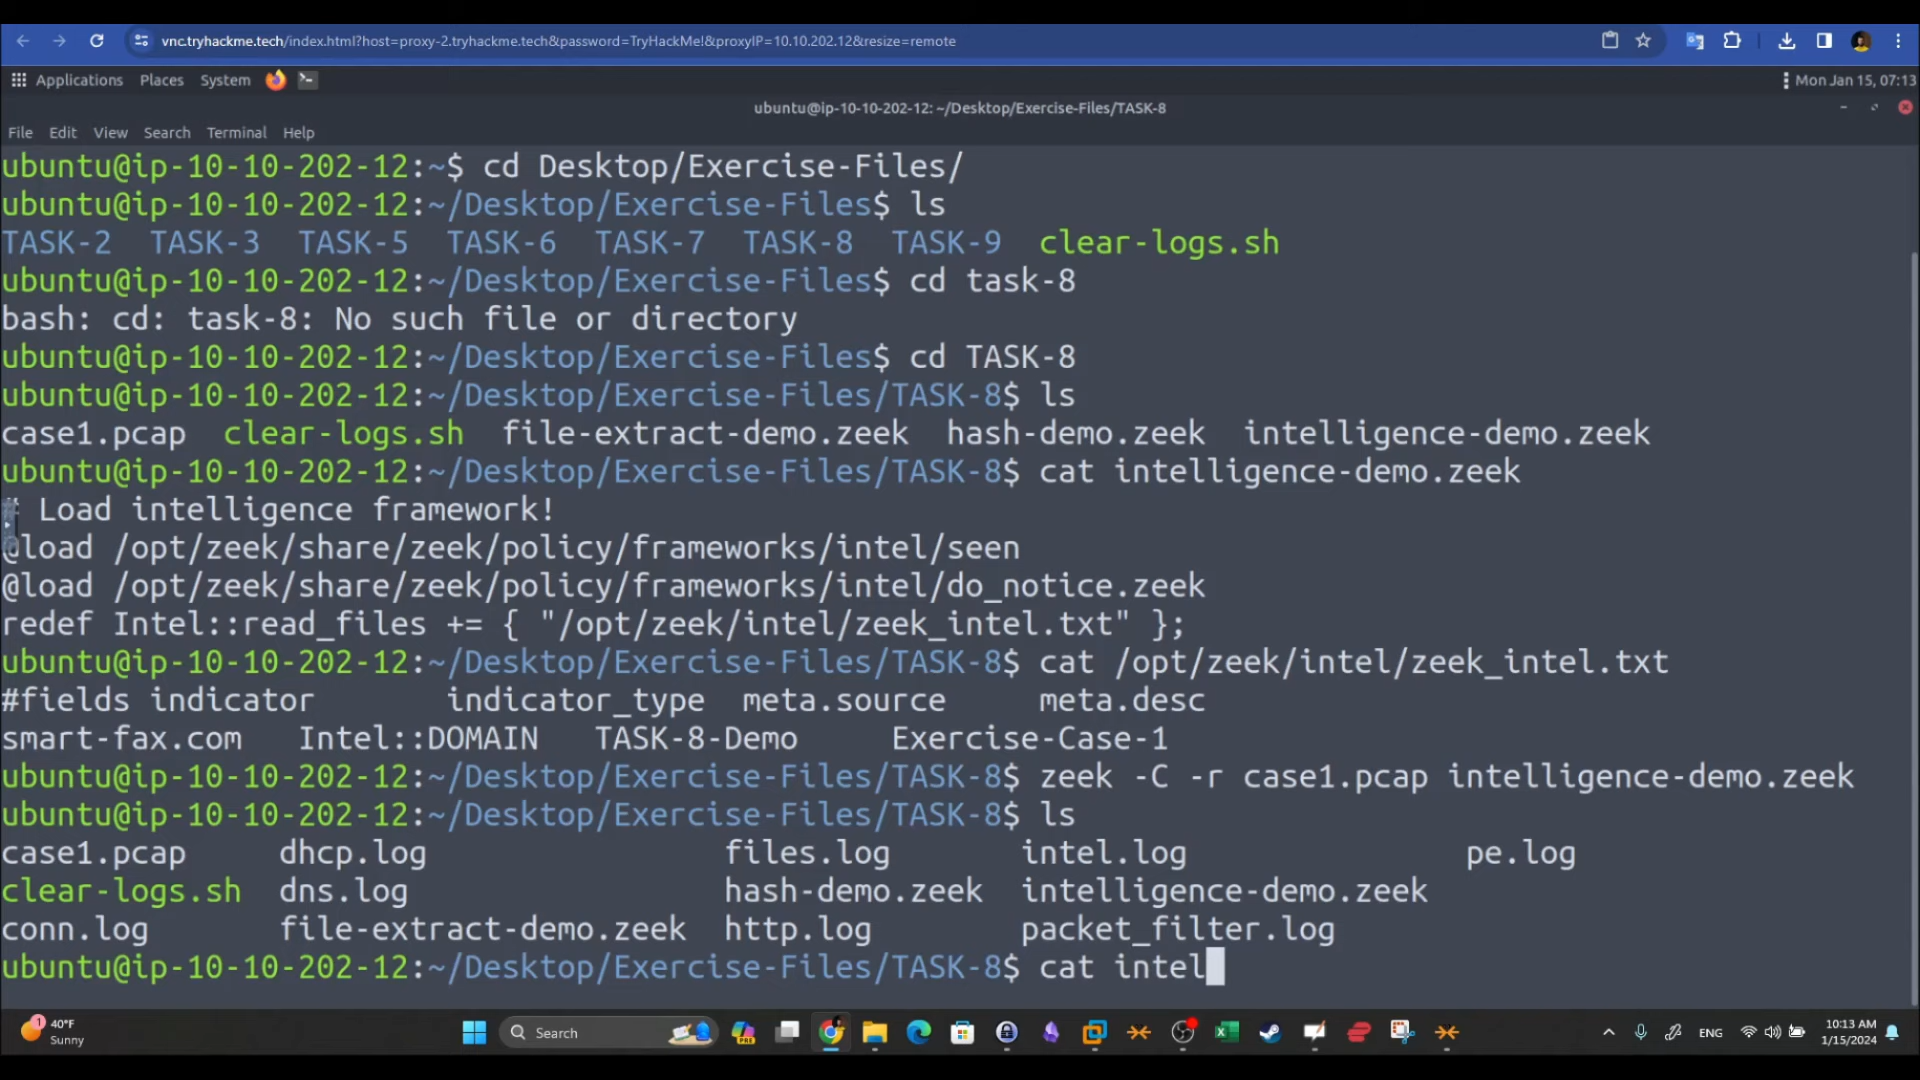 vnc.tryhackme.tech/index.html?host=proxy-2.tryhackme.tech&password=TryHackMe!&proxyIP=10.10.202.12&resize=remote
Applications Places System Mon Jan 15, 07:13
ubuntu@ip-10-10-202-12: ~/Desktop/Exercise-Files/TASK-8
File Edit View Search Terminal Help
ubuntu@ip-10-10-202-12:~$ cd Desktop/Exercise-Files/
ubuntu@ip-10-10-202-12:~/Desktop/Exercise-Files$ ls
TASK-2 TASK-3 TASK-5 TASK-6 TASK-7 TASK-8 TASK-9 clear-logs.sh
ubuntu@ip-10-10-202-12:~/Desktop/Exercise-Files$ cd task-8
bash: cd: task-8: No such file or directory
ubuntu@ip-10-10-202-12:~/Desktop/Exercise-Files$ cd TASK-8
ubuntu@ip-10-10-202-12:~/Desktop/Exercise-Files/TASK-8$ ls
case1.pcap clear-logs.sh file-extract-demo.zeek hash-demo.zeek intelligence-demo.zeek
ubuntu@ip-10-10-202-12:~/Desktop/Exercise-Files/TASK-8$ cat intelligence-demo.zeek
# Load intelligence framework!
@load /opt/zeek/share/zeek/policy/frameworks/intel/seen
@load /opt/zeek/share/zeek/policy/frameworks/intel/do_notice.zeek
redef Intel::read_files += { "/opt/zeek/intel/zeek_intel.txt" };
ubuntu@ip-10-10-202-12:~/Desktop/Exercise-Files/TASK-8$ cat /opt/zeek/intel/zeek_intel.txt
#fields indicator indicator_type meta.source meta.desc
smart-fax.com Intel::DOMAIN TASK-8-Demo Exercise-Case-1
ubuntu@ip-10-10-202-12:~/Desktop/Exercise-Files/TASK-8$ zeek -C -r case1.pcap intelligence-demo.zeek
ubuntu@ip-10-10-202-12:~/Desktop/Exercise-Files/TASK-8$ ls
case1.pcap dhcp.log files.log intel.log pe.log
clear-logs.sh dns.log hash-demo.zeek intelligence-demo.zeek
conn.log file-extract-demo.zeek http.log packet_filter.log
ubuntu@ip-10-10-202-12:~/Desktop/Exercise-Files/TASK-8$ cat intel
1 40°F Search PRE ENG 10:13 AM
Sunny 1/15/2024